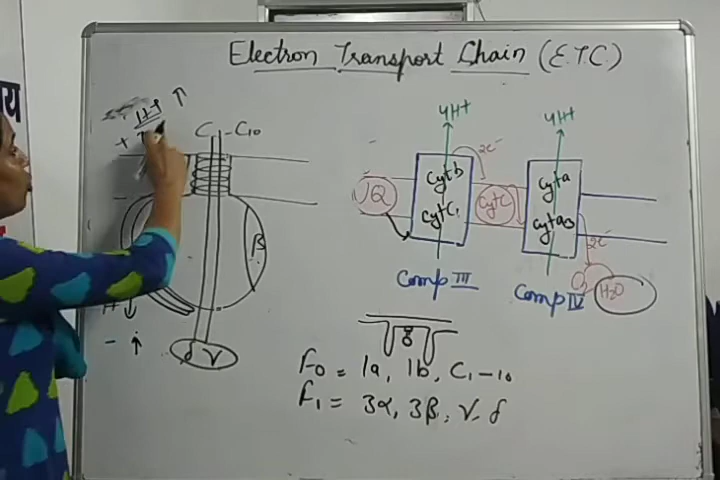 Electron Transport Chain (E.T.C.)
य
H+ ↑
+
C1-C10
4H+
4H+
2e-
Cyt b
Cyt C1
Q
Cyt C
Cyt a
Cyt a3
2e-
O2
H2O
Comp III
Comp IV
β
H
-
δ γ
8
F0 = 1a, 1b, C1-10
F1 = 3α, 3β, γ, δ